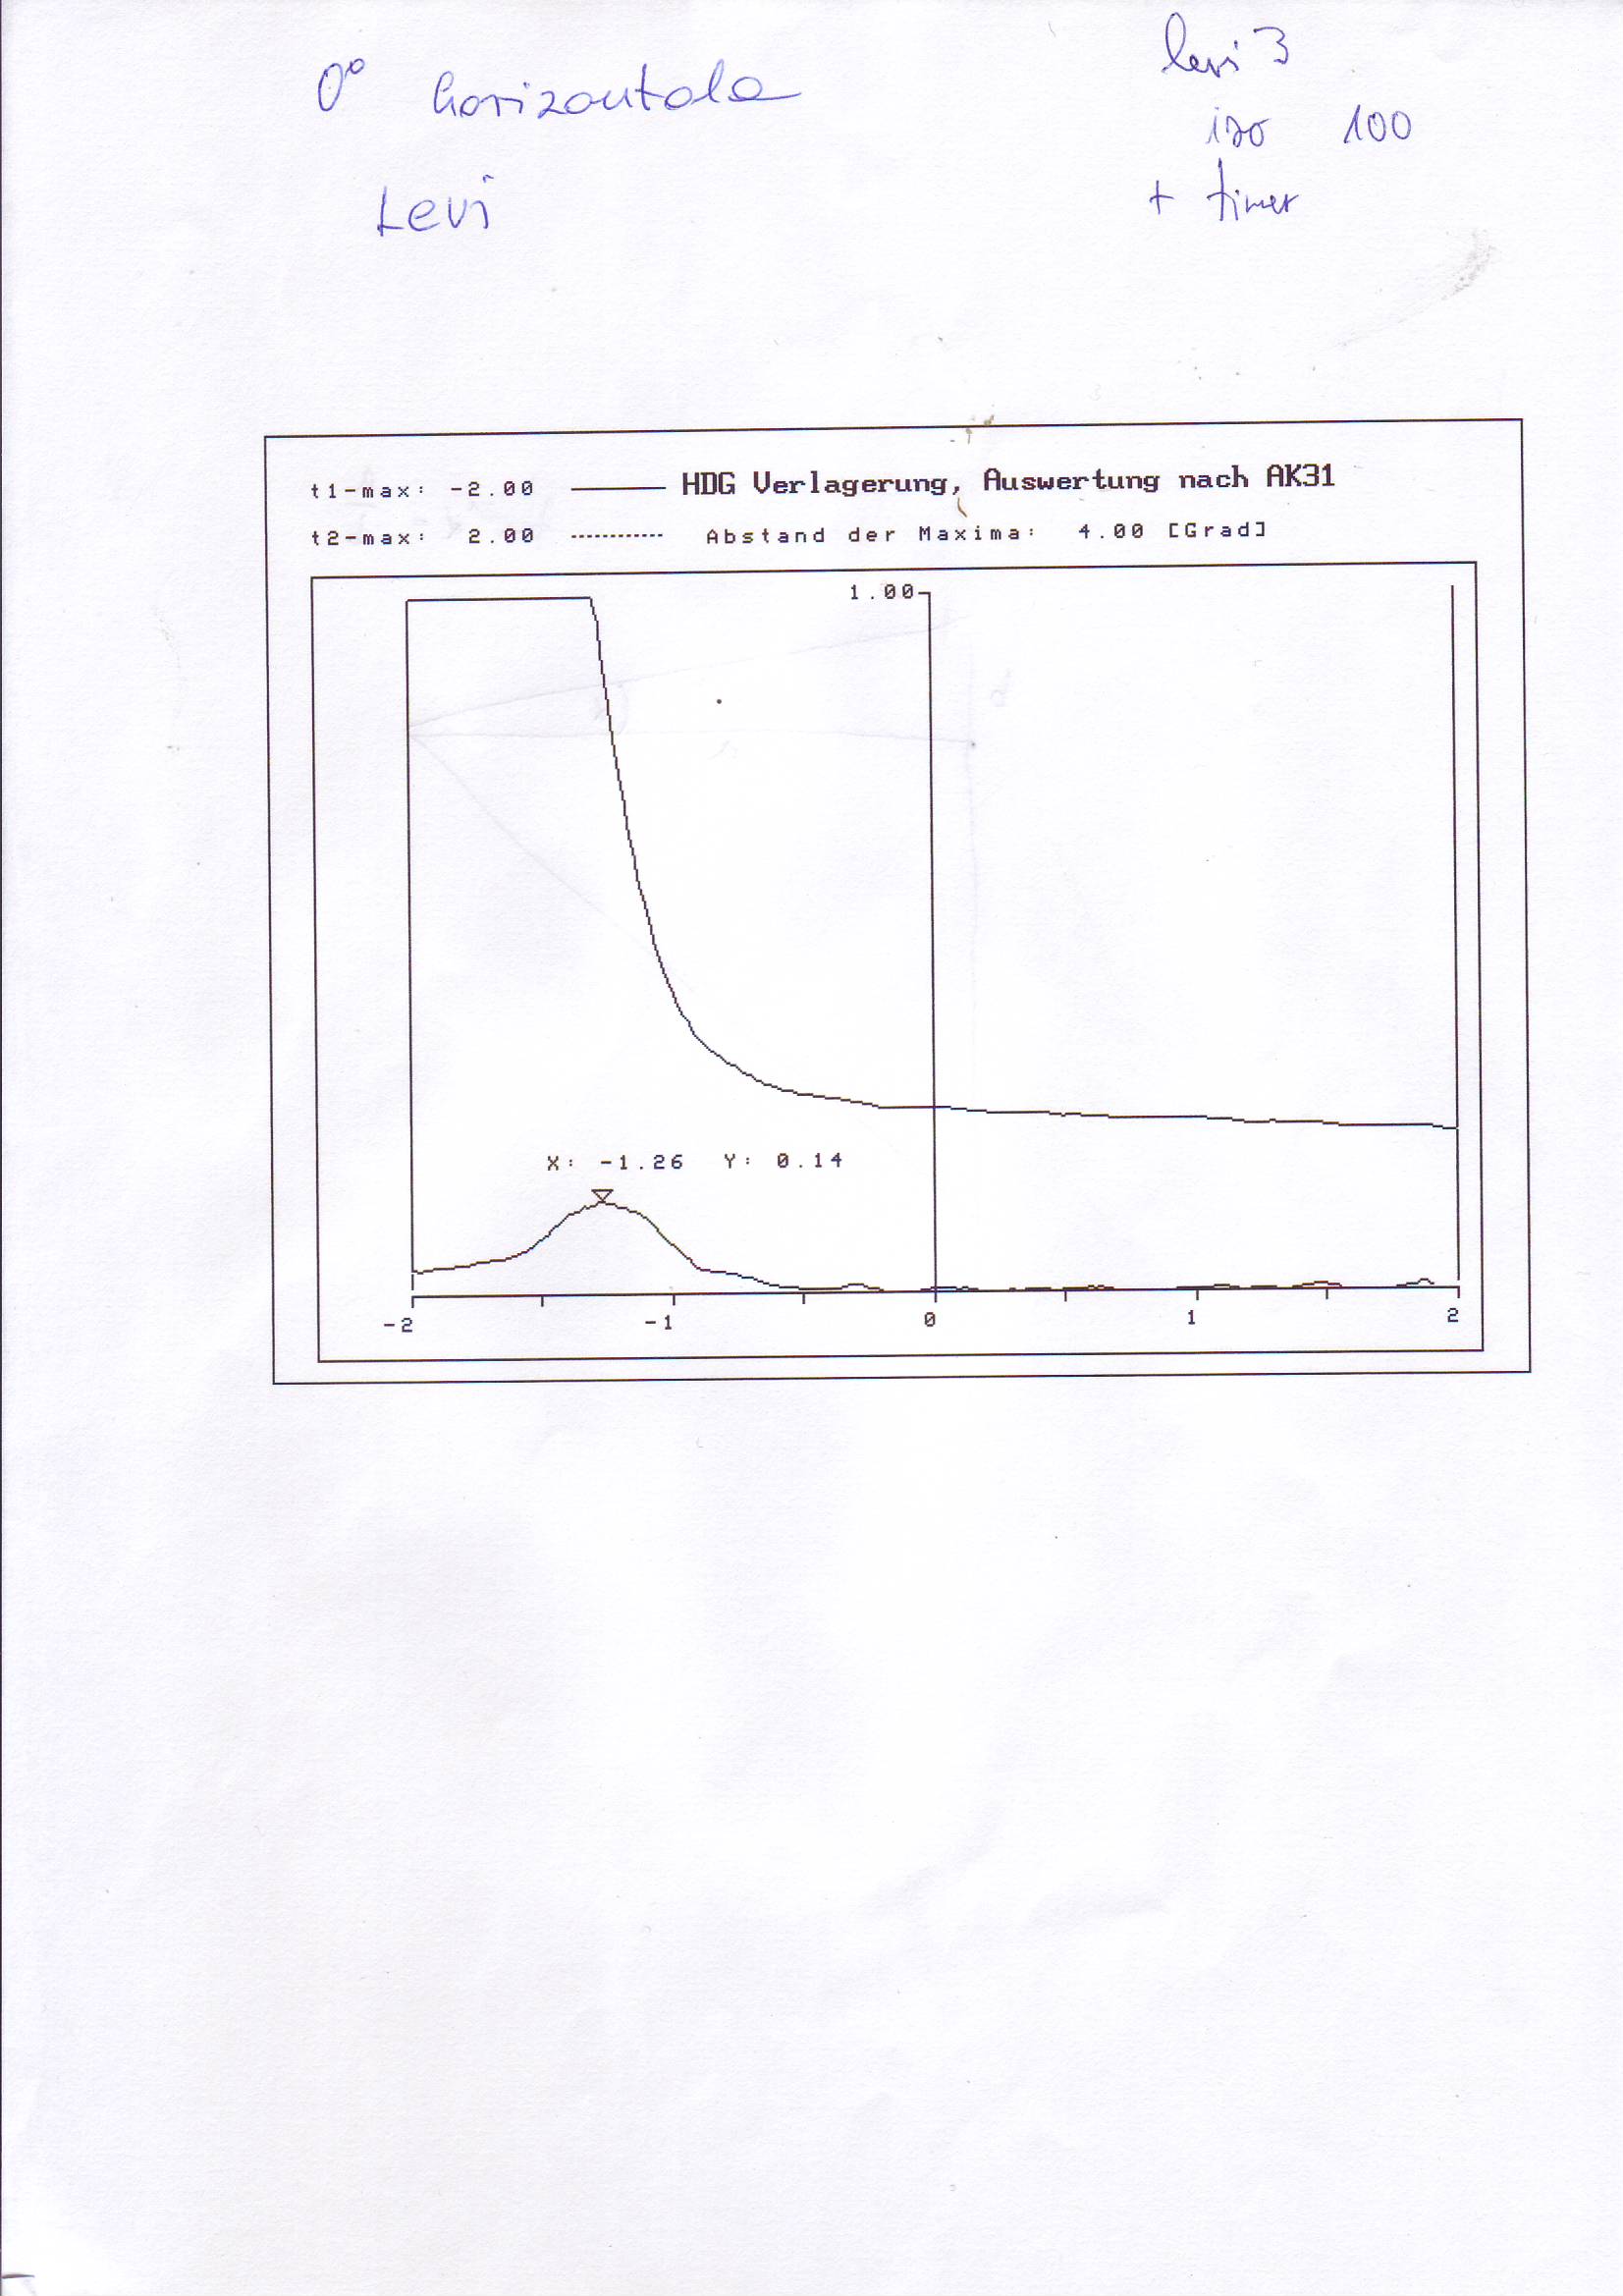 0° horizontala
levi 3
iso 100
Levi
+ timer
t1-max: -2.00 HDG Verlagerung, Auswertung nach AK31
t2-max: 2.00 Abstand der Maxima: 4.00 [Grad]
1.00
X: -1.26 Y: 0.14
-2 -1 0 1 2